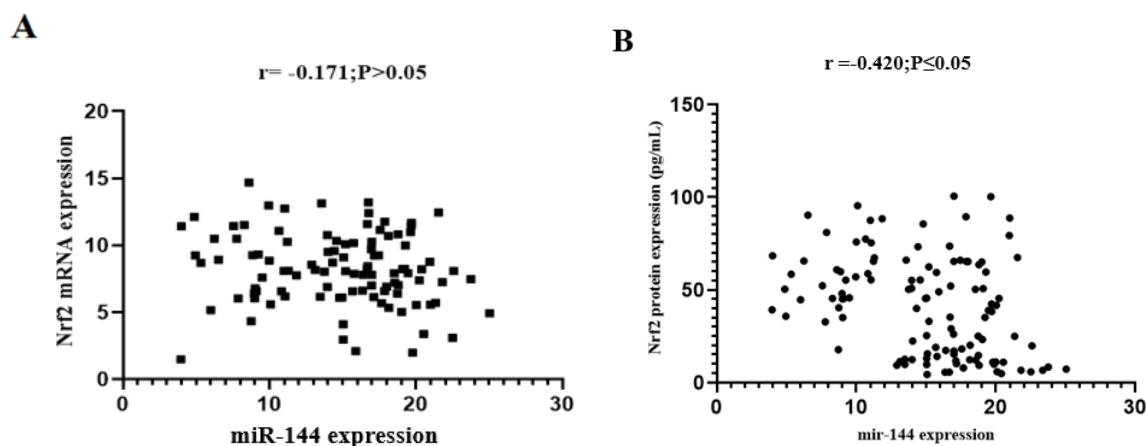 A
r= -0.171;P>0.05
Nrf2 mRNA expression
20
15
10
5
0
0 10 20 30
miR-144 expression
B
r =-0.420;P≤0.05
Nrf2 protein expression (pg/mL)
150
100
50
0
0 10 20 30
mir-144 expression